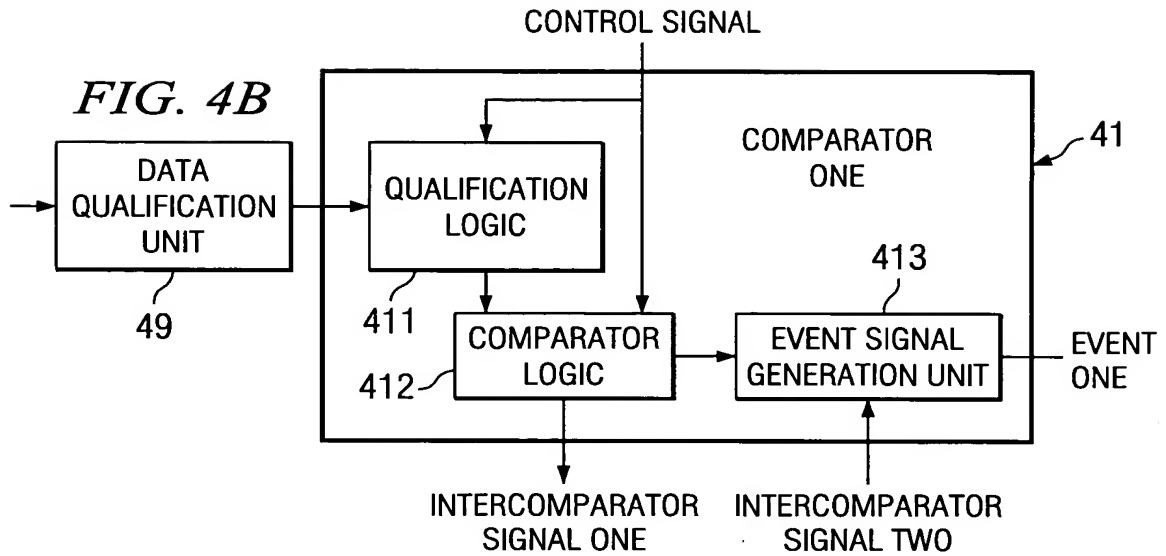 CONTROL SIGNAL
FIG. 4B
DATA
QUALIFICATION
UNIT
49
QUALIFICATION
LOGIC
411
COMPARATOR
ONE
41
COMPARATOR
LOGIC
412
413
EVENT SIGNAL
GENERATION UNIT
EVENT
ONE
INTERCOMPARATOR
SIGNAL ONE
INTERCOMPARATOR
SIGNAL TWO